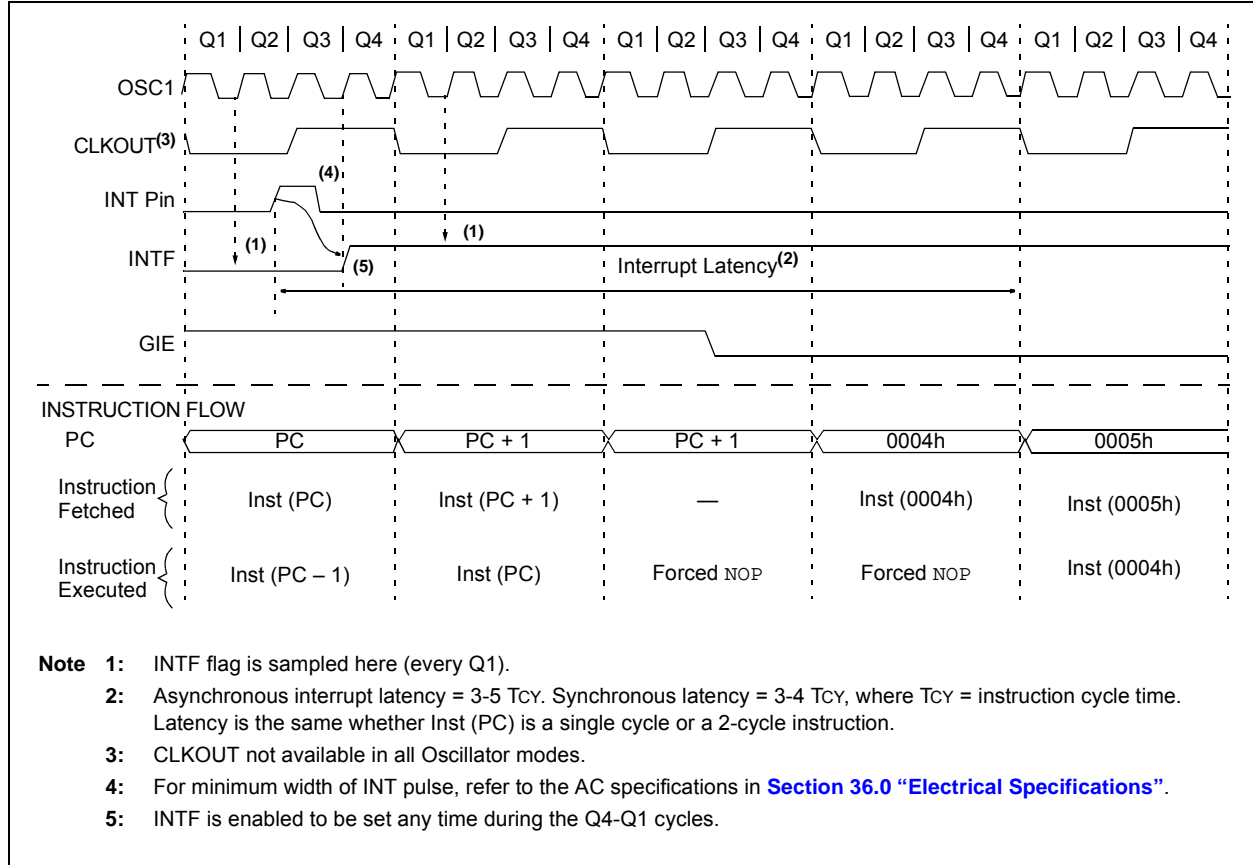 Q1 Q2 Q3 Q4 Q1 Q2 Q3 Q4 Q1 Q2 Q3 Q4 Q1 Q2 Q3 Q4 Q1 Q2 Q3 Q4
OSC1
CLKOUT(3)
(4)
INT Pin
(1) (1)
INTF
(5) Interrupt Latency(2)
GIE
INSTRUCTION FLOW
PC PC PC + 1 PC + 1 0004h 0005h
Instruction Fetched Inst (PC) Inst (PC + 1) — Inst (0004h) Inst (0005h)
Instruction Executed Inst (PC – 1) Inst (PC) Forced NOP Forced NOP Inst (0004h)
Note 1: INTF flag is sampled here (every Q1).
2: Asynchronous interrupt latency = 3-5 TCY. Synchronous latency = 3-4 TCY, where TCY = instruction cycle time.
Latency is the same whether Inst (PC) is a single cycle or a 2-cycle instruction.
3: CLKOUT not available in all Oscillator modes.
4: For minimum width of INT pulse, refer to the AC specifications in Section 36.0 “Electrical Specifications”.
5: INTF is enabled to be set any time during the Q4-Q1 cycles.